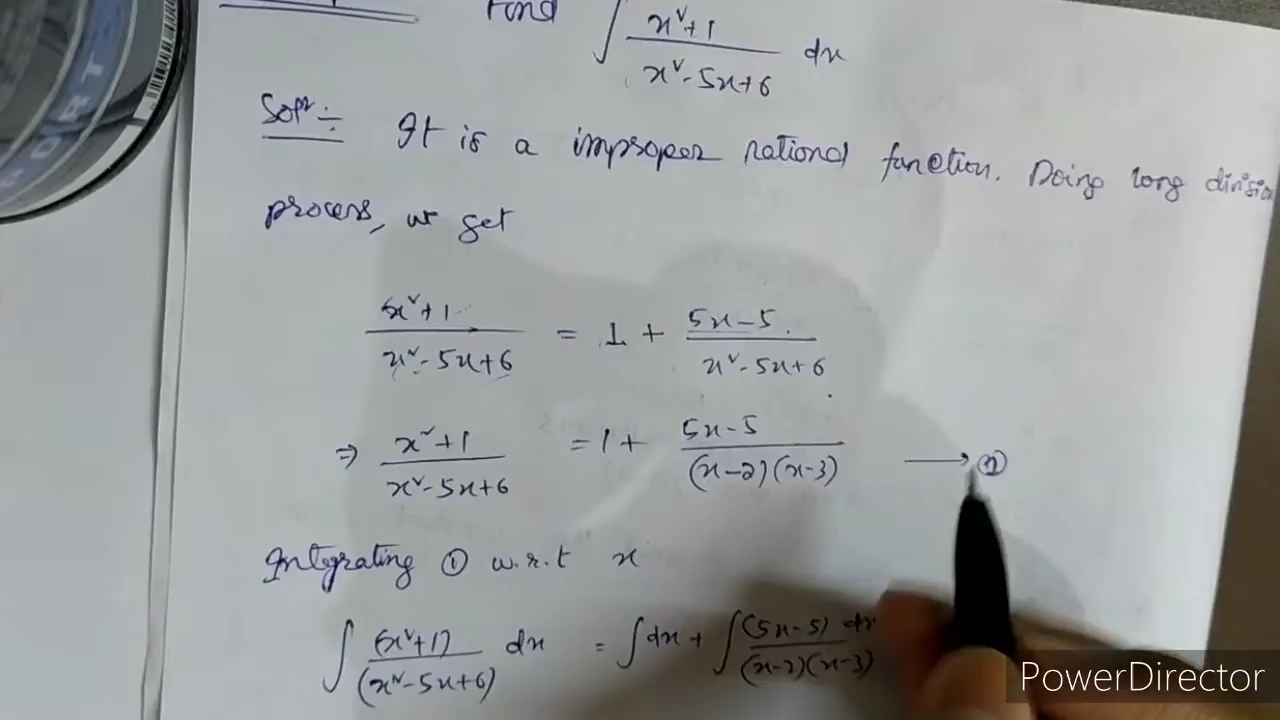 Find ∫ (x²+1)/(x²-5x+6) dx
Solⁿ:- It is a improper rational function. Doing long division
process, we get
(x²+1)/(x²-5x+6) = 1 + (5x-5)/(x²-5x+6)
⇒ (x²+1)/(x²-5x+6) = 1 + (5x-5)/((x-2)(x-3)) → ①
Integrating ① w.r.t x
∫ (x²+1)/(x²-5x+6) dx = ∫dx + ∫ (5x-5) dx/((x-2)(x-3))
PowerDirector